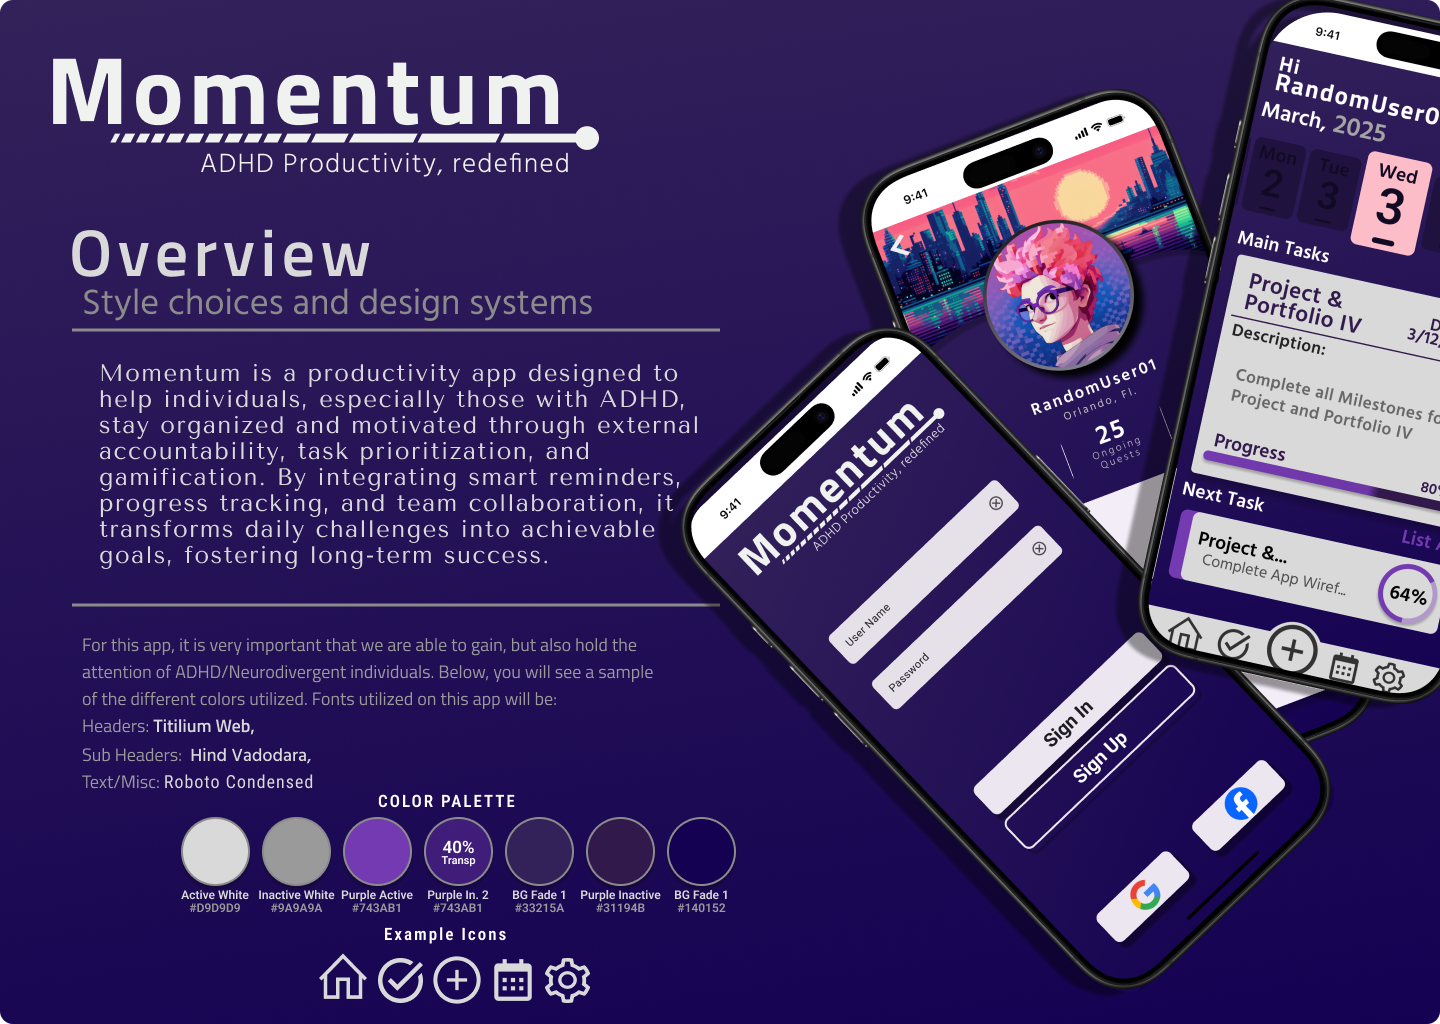 Momentum
ADHD Productivity, redefined
Overview
Style choices and design systems
Momentum is a productivity app designed to
help individuals, especially those with ADHD,
stay organized and motivated through external
accountability, task prioritization, and
gamification. By integrating smart reminders,
progress tracking, and team collaboration, it
transforms daily challenges into achievable
goals, fostering long-term success.
For this app, it is very important that we are able to gain, but also hold the
attention of ADHD/Neurodivergent individuals. Below, you will see a sample
of the different colors utilized. Fonts utilized on this app will be:
Headers: Titilium Web,
Sub Headers: Hind Vadodara,
Text/Misc: Roboto Condensed
COLOR PALETTE
40%
Transp
Active White
#D9D9D9
Inactive White
#9A9A9A
Purple Active
#743AB1
Purple In. 2
#743AB1
BG Fade 1
#33215A
Purple Inactive
#31194B
BG Fade 1
#140152
Example Icons
9:41
Momentum
ADHD Productivity, redefined
User Name
Password
Sign In
Sign Up
9:41
RandomUser01
Orlando, Fl.
25
Ongoing
Quests
9:41
Hi
RandomUser0
March, 2025
Mon
2
Tue
3
Wed
3
Main Tasks
Project &
Portfolio IV
D
3/12
Description:
Complete all Milestones fo
Project and Portfolio IV
Progress
80%
Next Task
List
Project &...
Complete App Wiref...
64%